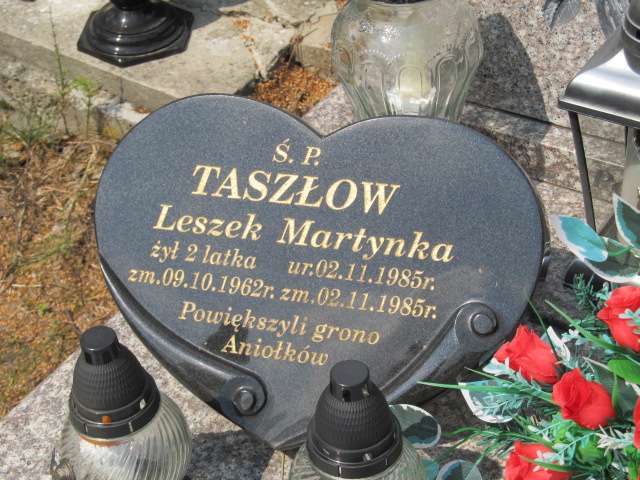 Ś. P.
TASZŁOW
Leszek Martynka
żył 2 latka ur.02.11.1985r.
zm.09.10.1962r. zm.02.11.1985r.
Powiększyli grono
Aniołków